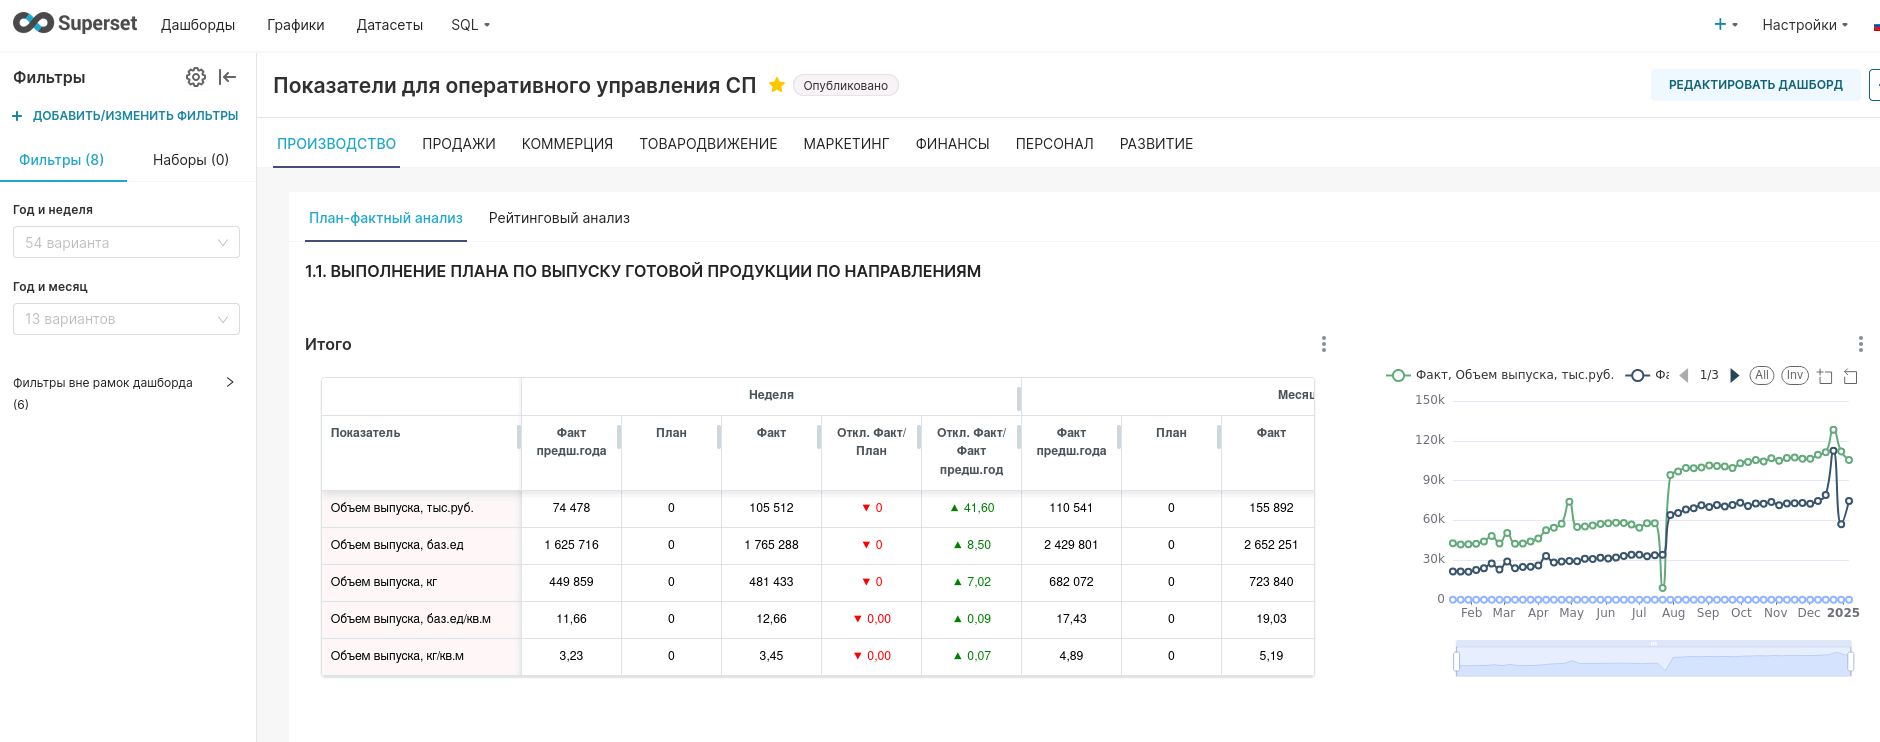 Superset Дашборды Графики Датасеты SQL + Настройки
Фильтры
+ ДОБАВИТЬ/ИЗМЕНИТЬ ФИЛЬТРЫ
Фильтры (8) Наборы (0)
Год и неделя
54 варианта
Год и месяц
13 вариантов
Фильтры вне рамок дашборда
(6)
Показатели для оперативного управления СП Опубликовано РЕДАКТИРОВАТЬ ДАШБОРД
ПРОИЗВОДСТВО ПРОДАЖИ КОММЕРЦИЯ ТОВАРОДВИЖЕНИЕ МАРКЕТИНГ ФИНАНСЫ ПЕРСОНАЛ РАЗВИТИЕ
План-фактный анализ Рейтинговый анализ
1.1. ВЫПОЛНЕНИЕ ПЛАНА ПО ВЫПУСКУ ГОТОВОЙ ПРОДУКЦИИ ПО НАПРАВЛЕНИЯМ
Итого
Неделя Месяц
Показатель Факт План Факт Откл. Факт/ Откл. Факт/ Факт План Факт
предш.года План Факт предш.года
предш.год
Объем выпуска, тыс.руб. 74 478 0 105 512 ▼ 0 ▲ 41,60 110 541 0 155 892
Объем выпуска, баз.ед 1 625 716 0 1 765 288 ▼ 0 ▲ 8,50 2 429 801 0 2 652 251
Объем выпуска, кг 449 859 0 481 433 ▼ 0 ▲ 7,02 682 072 0 723 840
Объем выпуска, баз.ед/кв.м 11,66 0 12,66 ▼ 0,00 ▲ 0,09 17,43 0 19,03
Объем выпуска, кг/кв.м 3,23 0 3,45 ▼ 0,00 ▲ 0,07 4,89 0 5,19
Факт, Объем выпуска, тыс.руб. Фа 1/3 All Inv
150k
120k
90k
60k
30k
0
Feb Mar Apr May Jun Jul Aug Sep Oct Nov Dec 2025